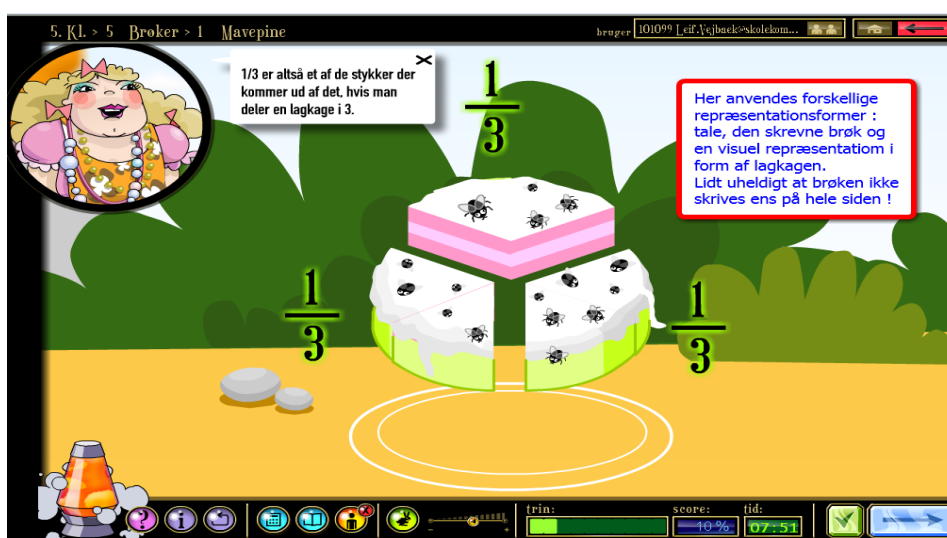 5. Kl. > 5 Brøker > 1 Mavepine
bruger 101099 Leif.Vejbaek@skolekom...
1/3 er altså et af de stykker der
kommer ud af det, hvis man
deler en lagkage i 3.
1
3
Her anvendes forskellige
repræsentationsformer :
tale, den skrevne brøk og
en visuel repræsentatiom i
form af lagkagen.
Lidt uheldigt at brøken ikke
skrives ens på hele siden !
1
3
1
3
trin:
score:
tid:
10 %
07:51